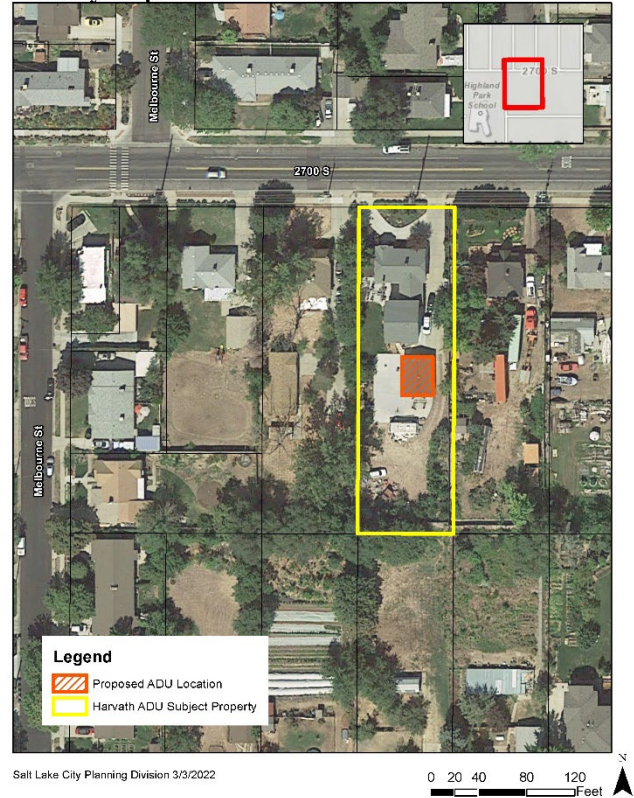 Melbourne St
2700 S
Highland
Park
School
2700 S
Melbourne St
Legend
Proposed ADU Location
Harvath ADU Subject Property
Salt Lake City Planning Division 3/3/2022
0 20 40 80 120
Feet
N